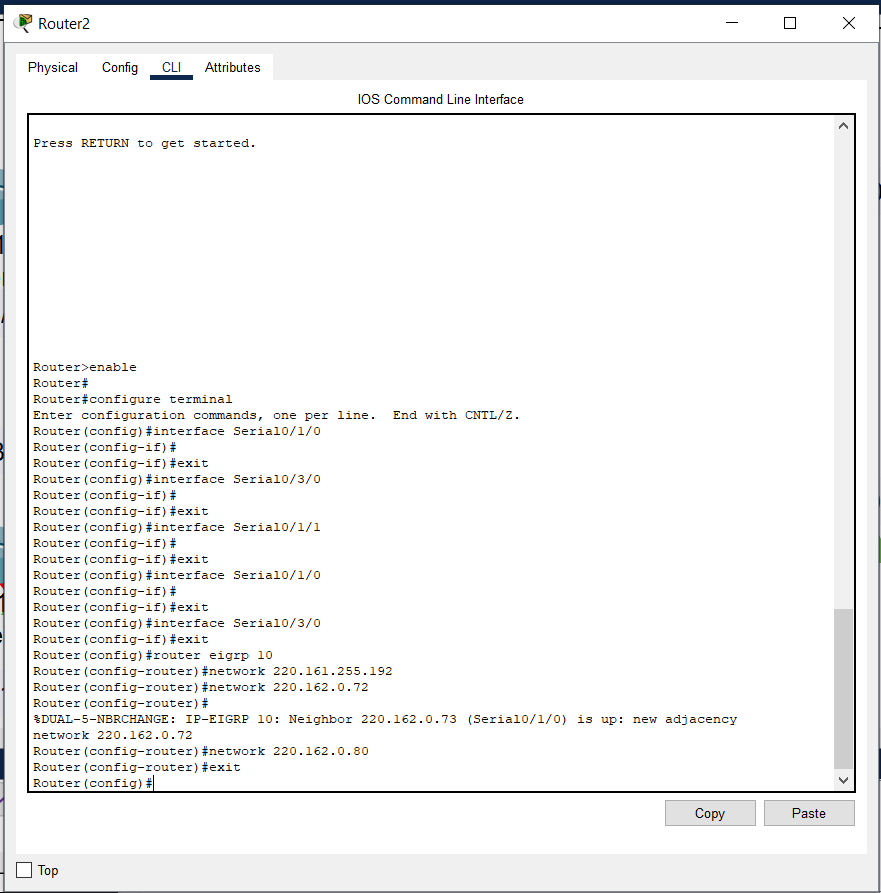 Router2
Physical Config CLI Attributes
IOS Command Line Interface
Press RETURN to get started.
Router>enable
Router#
Router#configure terminal
Enter configuration commands, one per line.  End with CNTL/Z.
Router(config)#interface Serial0/1/0
Router(config-if)#
Router(config-if)#exit
Router(config)#interface Serial0/3/0
Router(config-if)#
Router(config-if)#exit
Router(config)#interface Serial0/1/1
Router(config-if)#
Router(config-if)#exit
Router(config)#interface Serial0/1/0
Router(config-if)#
Router(config-if)#exit
Router(config)#interface Serial0/3/0
Router(config-if)#exit
Router(config)#router eigrp 10
Router(config-router)#network 220.161.255.192
Router(config-router)#network 220.162.0.72
Router(config-router)#
%DUAL-5-NBRCHANGE: IP-EIGRP 10: Neighbor 220.162.0.73 (Serial0/1/0) is up: new adjacency
network 220.162.0.72
Router(config-router)#network 220.162.0.80
Router(config-router)#exit
Router(config)#
Copy Paste
Top